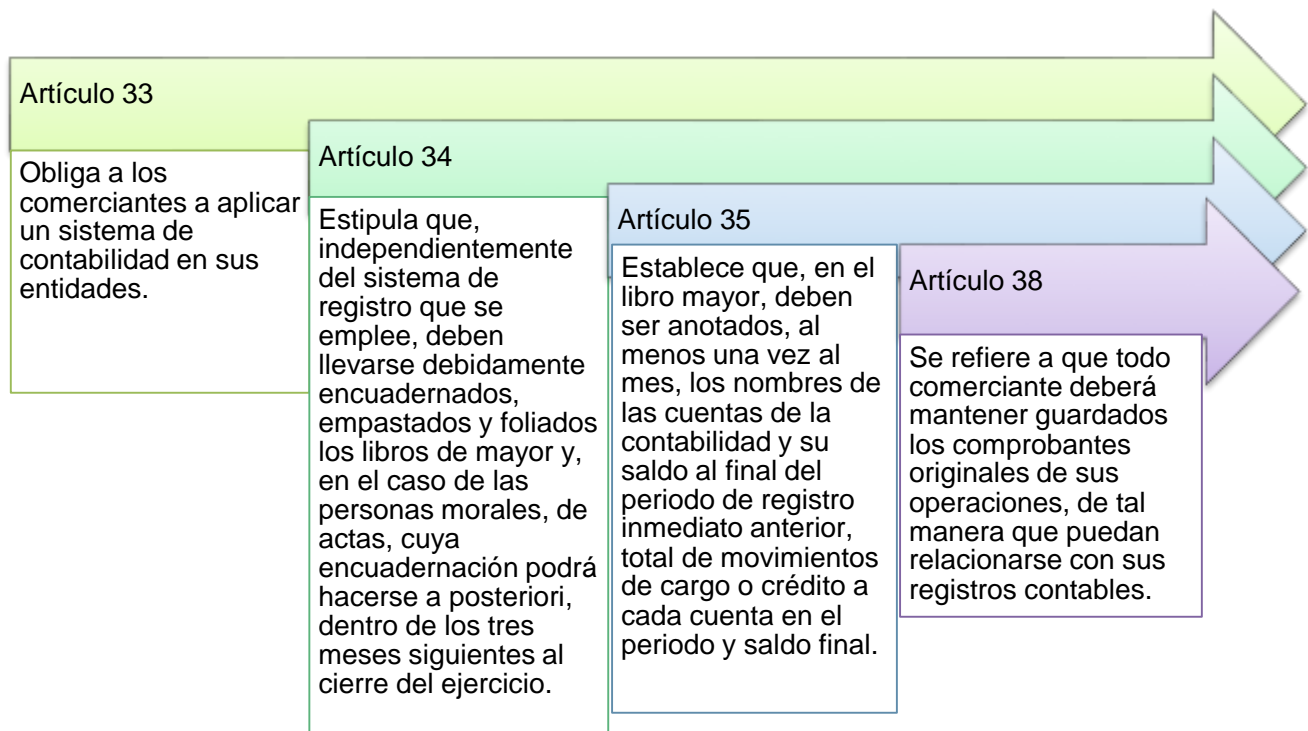 Artículo 33
Obliga a los
comerciantes a aplicar
un sistema de
contabilidad en sus
entidades.
Artículo 34
Estipula que,
independientemente
del sistema de
registro que se
emplee, deben
llevarse debidamente
encuadernados,
empastados y foliados
los libros de mayor y,
en el caso de las
personas morales, de
actas, cuya
encuadernación podrá
hacerse a posteriori,
dentro de los tres
meses siguientes al
cierre del ejercicio.
Artículo 35
Establece que, en el
libro mayor, deben
ser anotados, al
menos una vez al
mes, los nombres de
las cuentas de la
contabilidad y su
saldo al final del
periodo de registro
inmediato anterior,
total de movimientos
de cargo o crédito a
cada cuenta en el
periodo y saldo final.
Artículo 38
Se refiere a que todo
comerciante deberá
mantener guardados
los comprobantes
originales de sus
operaciones, de tal
manera que puedan
relacionarse con sus
registros contables.